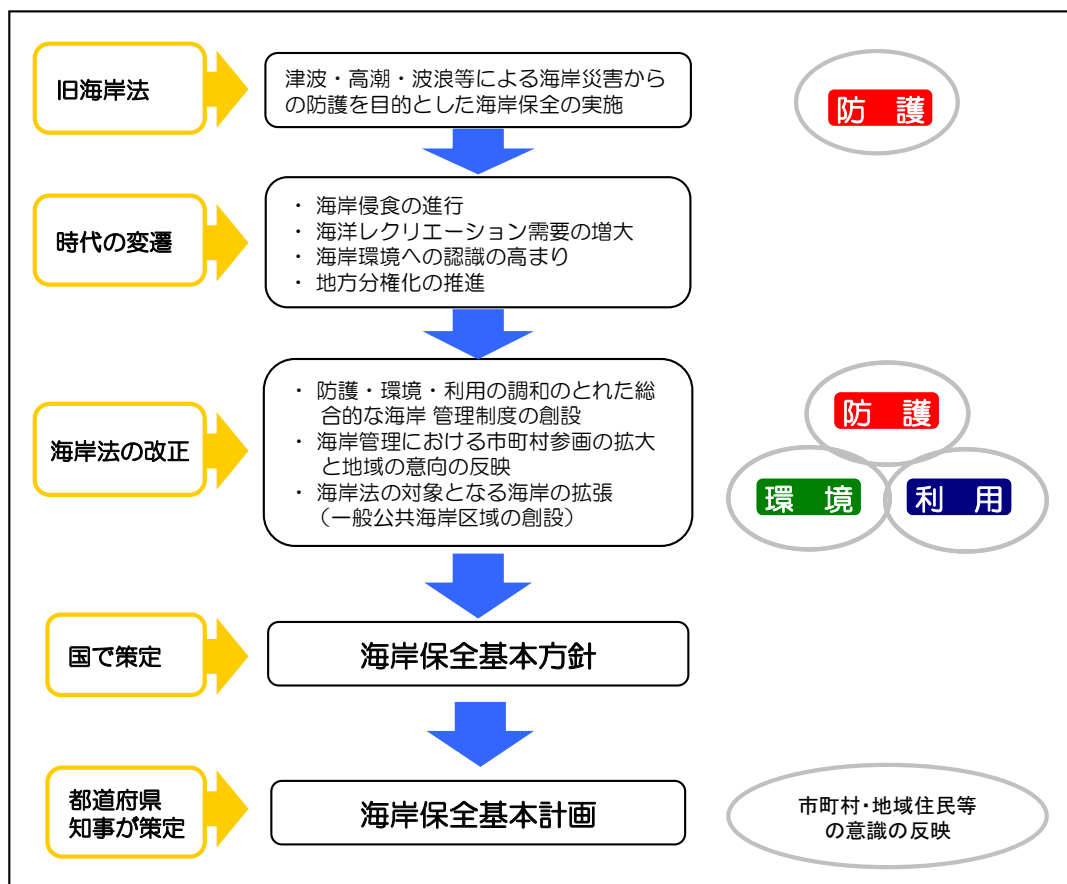 旧海岸法
津波・高潮・波浪等による海岸災害から
の防護を目的とした海岸保全の実施
防 護
時代の変遷
・ 海岸侵食の進行
・ 海洋レクリエーション需要の増大
・ 海岸環境への認識の高まり
・ 地方分権化の推進
海岸法の改正
・ 防護・環境・利用の調和のとれた総
合的な海岸 管理制度の創設
・ 海岸管理における市町村参画の拡大
と地域の意向の反映
・ 海岸法の対象となる海岸の拡張
（一般公共海岸区域の創設）
防 護
環 境
利 用
国で策定
海岸保全基本方針
都道府県
知事が策定
海岸保全基本計画
市町村・地域住民等
の意識の反映